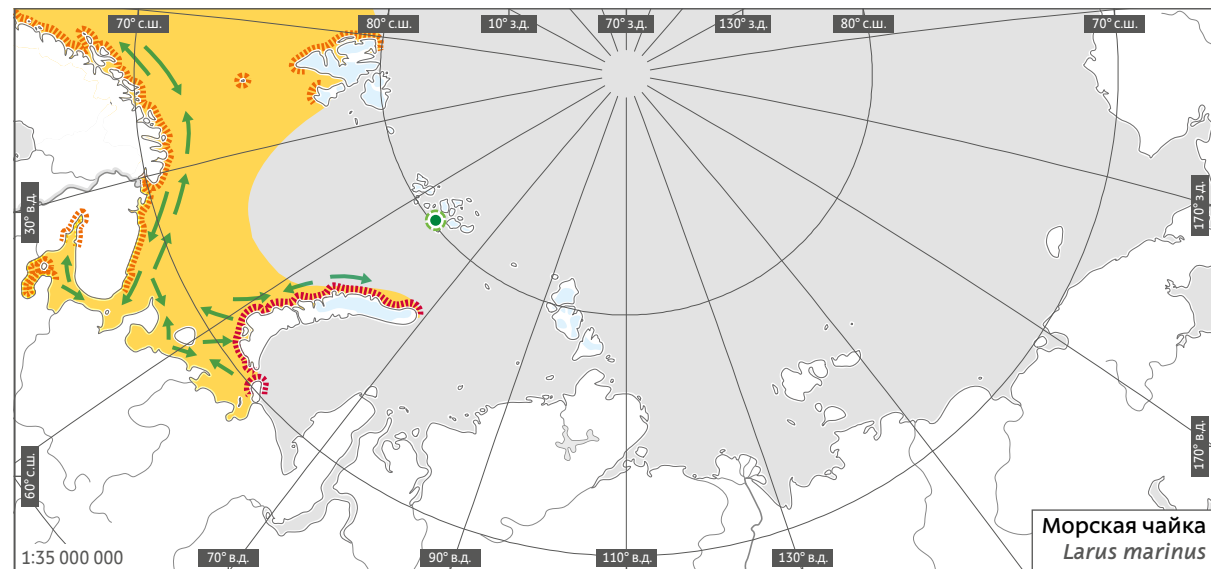 70° с.ш.
80° с.ш.
10° з.д.
70° з.д.
130° з.д.
80° с.ш.
70° с.ш.
30° в.д.
170° з.д.
60° с.ш.
170° в.д.
1:35 000 000
70° в.д.
90° в.д.
110° в.д.
130° в.д.
Морская чайка
Larus marinus